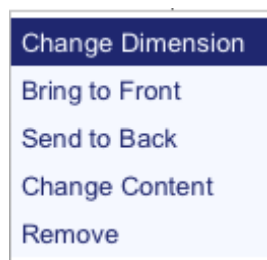 Change Dimension
Bring to Front
Send to Back
Change Content
Remove